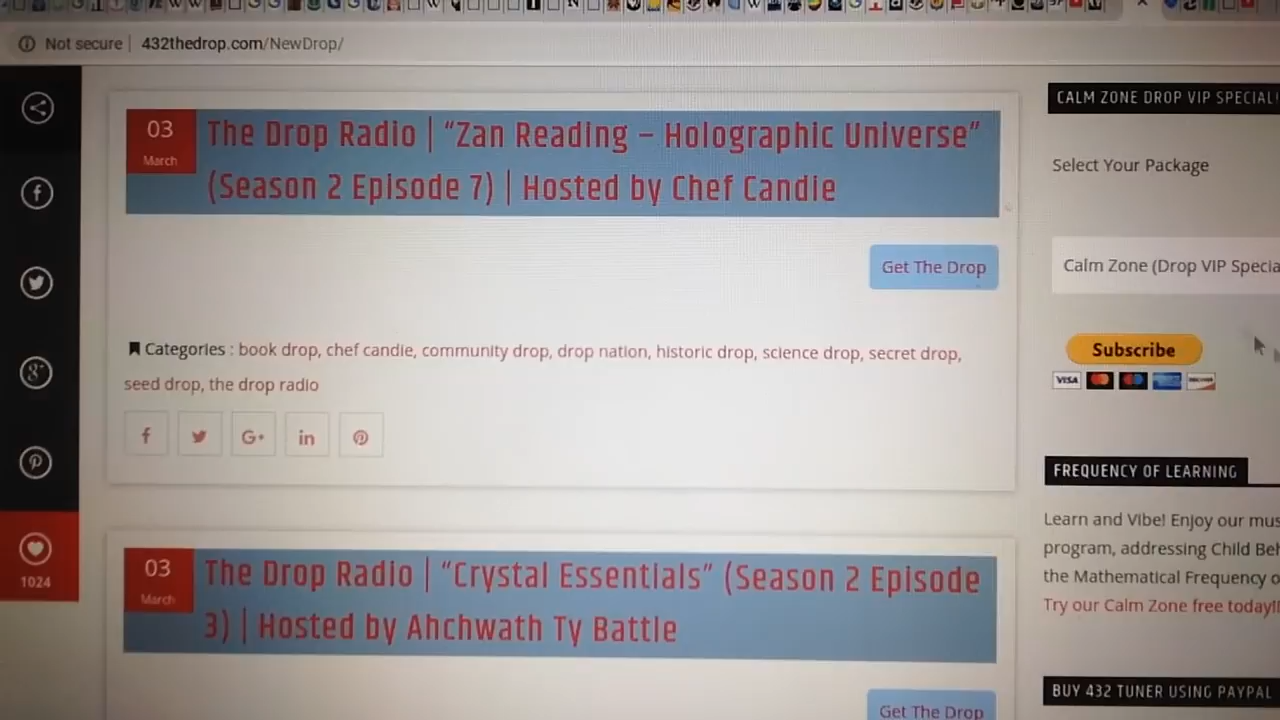 Not secure | 432thedrop.com/NewDrop/
03
March
The Drop Radio | “Zan Reading – Holographic Universe”
(Season 2 Episode 7) | Hosted by Chef Candie
Get The Drop
Categories : book drop, chef candie, community drop, drop nation, historic drop, science drop, secret drop,
seed drop, the drop radio
f
G+
in
03
March
The Drop Radio | “Crystal Essentials” (Season 2 Episode
3) | Hosted by Ahchwath Ty Battle
Get The Drop
1024
CALM ZONE DROP VIP SPECIAL!
Select Your Package
Calm Zone (Drop VIP Specia
Subscribe
VISA
FREQUENCY OF LEARNING
Learn and Vibe! Enjoy our mus
program, addressing Child Beh
the Mathematical Frequency o
Try our Calm Zone free today!!
BUY 432 TUNER USING PAYPAL